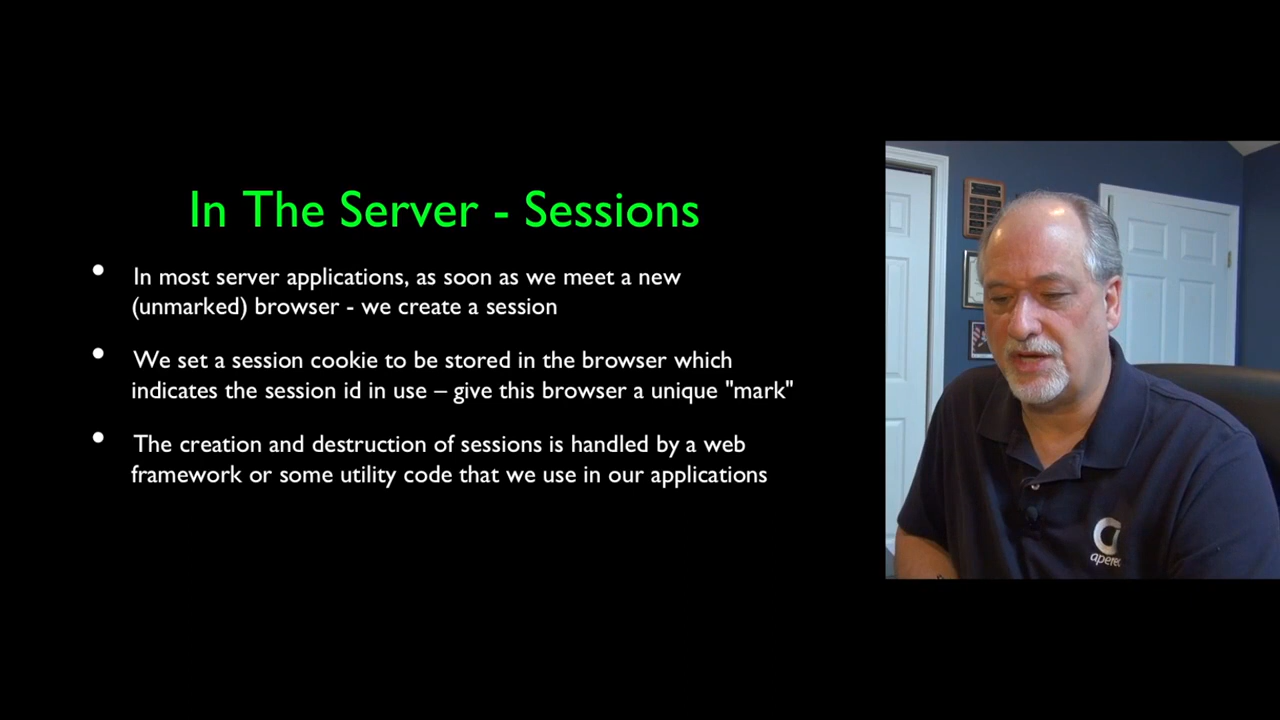 In The Server - Sessions
• In most server applications, as soon as we meet a new
(unmarked) browser - we create a session
• We set a session cookie to be stored in the browser which
indicates the session id in use – give this browser a unique "mark"
• The creation and destruction of sessions is handled by a web
framework or some utility code that we use in our applications